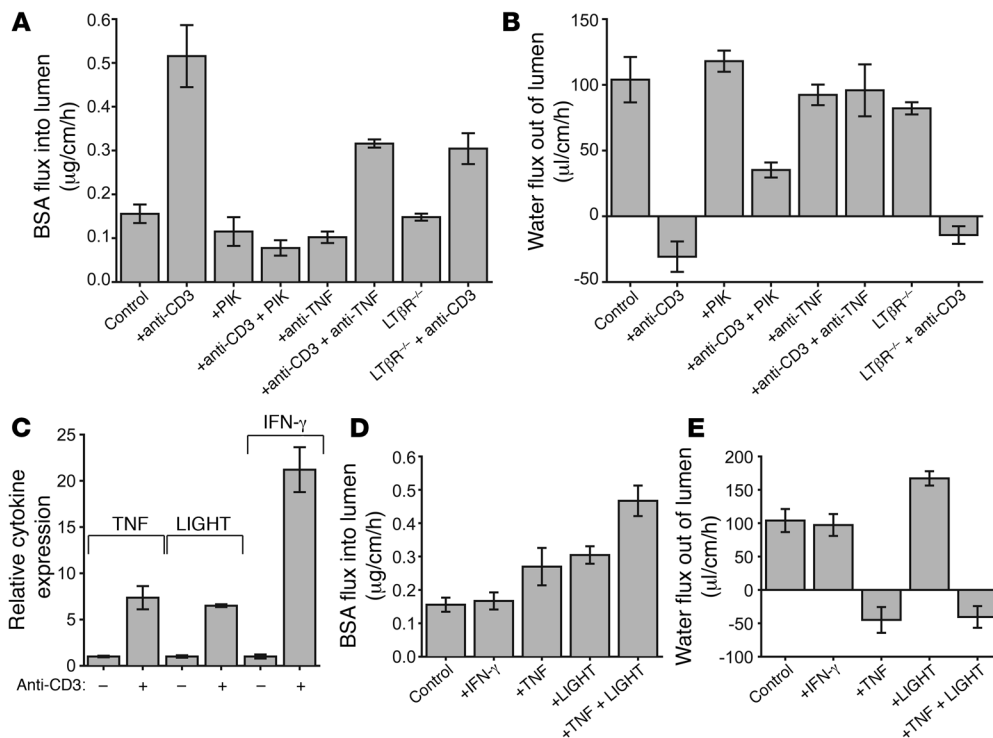 A
BSA flux into lumen
(μg/cm/h)
0.6
0.5
0.4
0.3
0.2
0.1
0.0
Control
+anti-CD3
+PIK
+anti-CD3 + PIK
+anti-TNF
+anti-CD3 + anti-TNF
LTβR⁻/⁻
LTβR⁻/⁻ + anti-CD3
B
Water flux out of lumen
(μl/cm/h)
150
100
50
0
-50
Control
+anti-CD3
+PIK
+anti-CD3 + PIK
+anti-TNF
+anti-CD3 + anti-TNF
LTβR⁻/⁻
LTβR⁻/⁻ + anti-CD3
C
Relative cytokine
expression
25
20
15
10
5
0
TNF
LIGHT
IFN-γ
Anti-CD3: – + – + – +
D
BSA flux into lumen
(μg/cm/h)
0.6
0.5
0.4
0.3
0.2
0.1
0.0
Control
+IFN-γ
+TNF
+LIGHT
+TNF + LIGHT
E
Water flux out of lumen
(μl/cm/h)
200
150
100
50
0
-50
-100
Control
+IFN-γ
+TNF
+LIGHT
+TNF + LIGHT